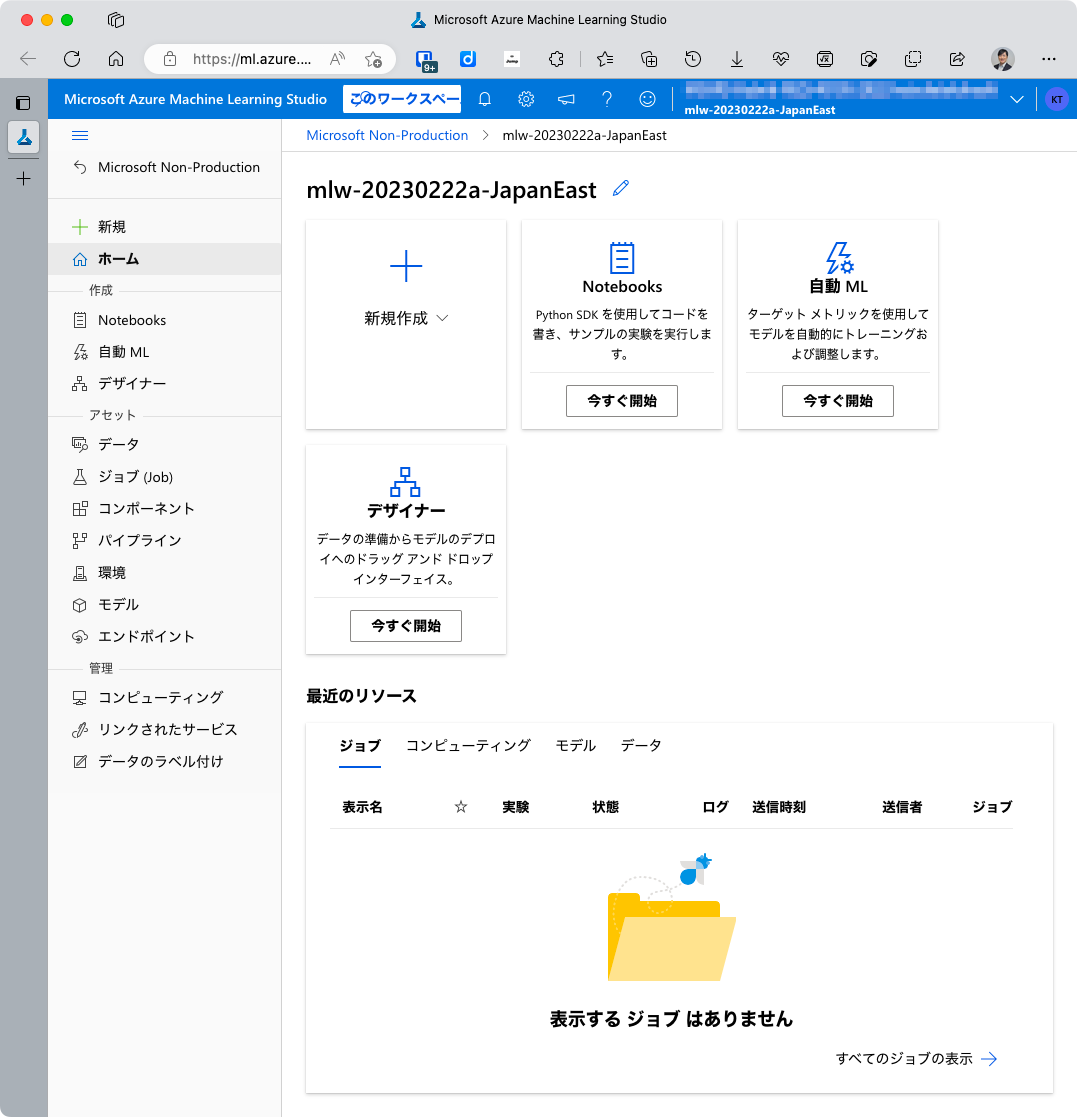 Microsoft Azure Machine Learning Studio
https://ml.azure....
9+
Microsoft Azure Machine Learning Studio
このワークスペー
mlw-20230222a-JapanEast
KT
Microsoft Non-Production
mlw-20230222a-JapanEast
Microsoft Non-Production
新規
ホーム
作成
Notebooks
自動 ML
デザイナー
アセット
データ
ジョブ (Job)
コンポーネント
パイプライン
環境
モデル
エンドポイント
管理
コンピューティング
リンクされたサービス
データのラベル付け
mlw-20230222a-JapanEast
新規作成
Notebooks
Python SDK を使用してコードを
書き、サンプルの実験を実行しま
す。
今すぐ開始
自動 ML
ターゲット メトリックを使用して
モデルを自動的にトレーニングお
よび調整します。
今すぐ開始
デザイナー
データの準備からモデルのデプロ
イへのドラッグ アンド ドロップ
インターフェイス。
今すぐ開始
最近のリソース
ジョブ コンピューティング モデル データ
表示名 ☆ 実験 状態 ログ 送信時刻 送信者 ジョブ
表示する ジョブ はありません
すべてのジョブの表示